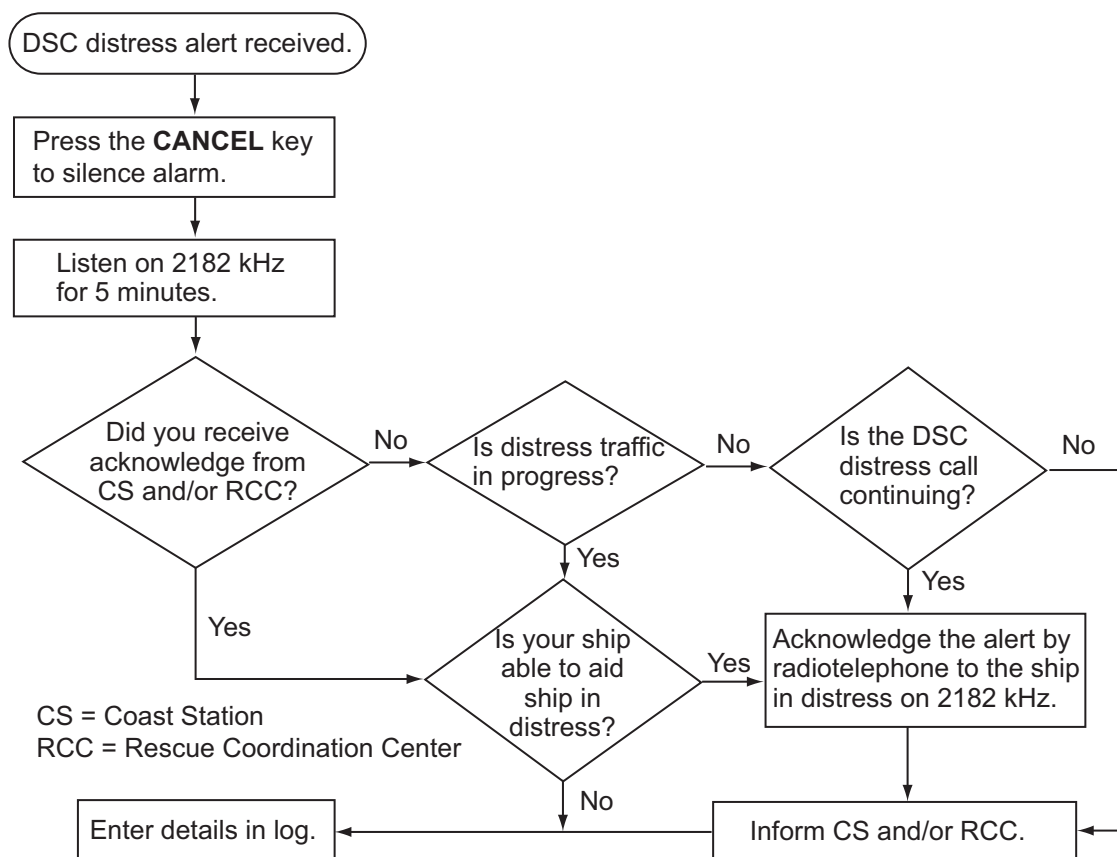 DSC distress alert received.
Press the CANCEL key
to silence alarm.
Listen on 2182 kHz
for 5 minutes.
Did you receive
acknowledge from
CS and/or RCC?
No
Is distress traffic
in progress?
No
Is the DSC
distress call
continuing?
No
Yes
Yes
Yes
Is your ship
able to aid
ship in
distress?
Yes
Acknowledge the alert by
radiotelephone to the ship
in distress on 2182 kHz.
CS = Coast Station
RCC = Rescue Coordination Center
No
Enter details in log.
Inform CS and/or RCC.